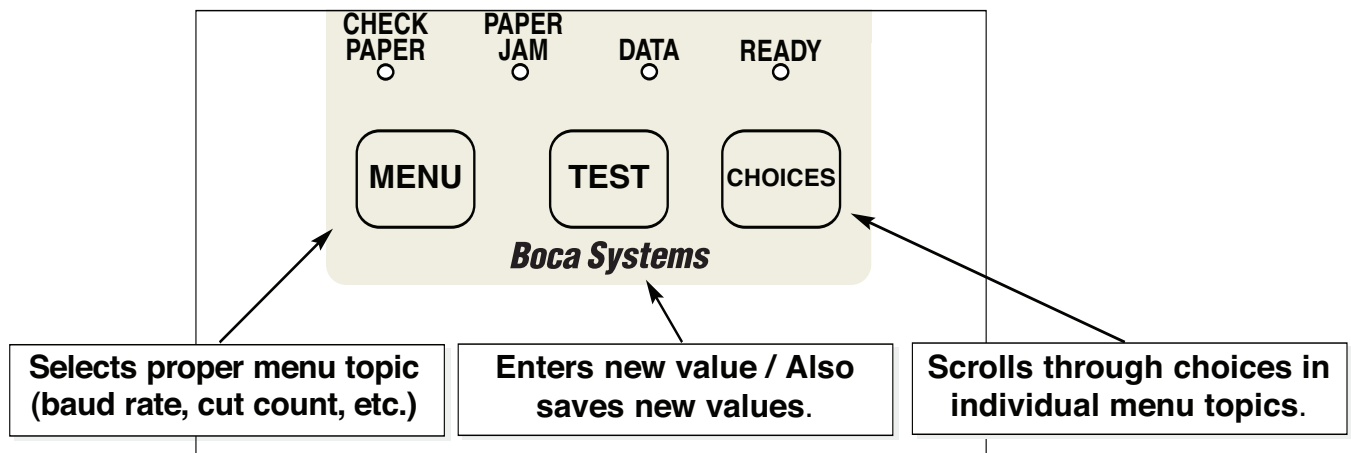 CHECK
PAPER
PAPER
JAM
DATA
READY
MENU
TEST
CHOICES
Boca Systems
Selects proper menu topic
(baud rate, cut count, etc.)
Enters new value / Also
saves new values.
Scrolls through choices in
individual menu topics.